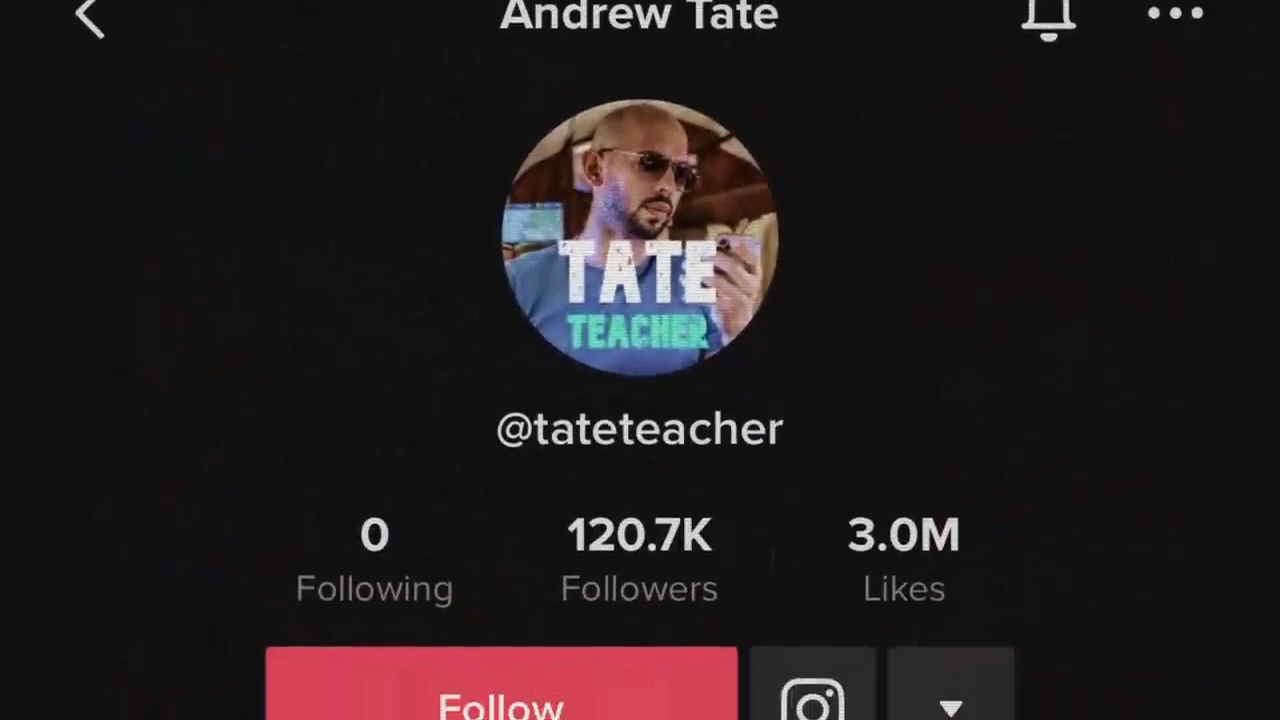 Andrew Tate
TATE
TEACHER
@tateteacher
0 120.7K 3.0M
Following Followers Likes
Follow